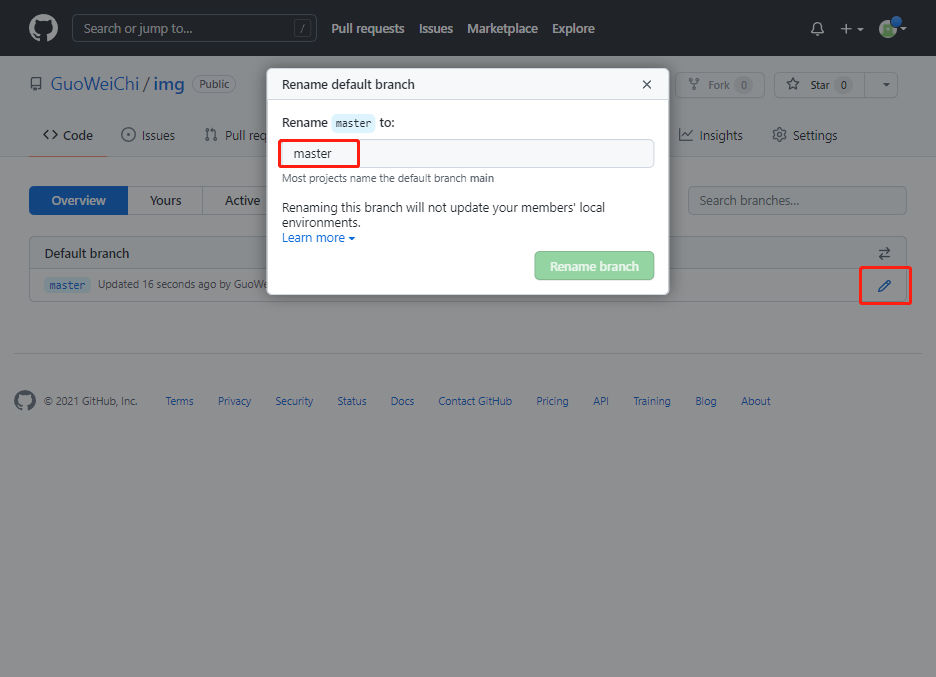 Search or jump to... / Pull requests Issues Marketplace Explore
GuoWeiChi / img Public Fork 0 Star 0
Code Issues Pull req Insights Settings
Overview Yours Active Search branches...
Default branch
master Updated 16 seconds ago by GuoWe
Rename default branch
Rename master to:
master
Most projects name the default branch main
Renaming this branch will not update your members' local
environments.
Learn more
Rename branch
© 2021 GitHub, Inc. Terms Privacy Security Status Docs Contact GitHub Pricing API Training Blog About